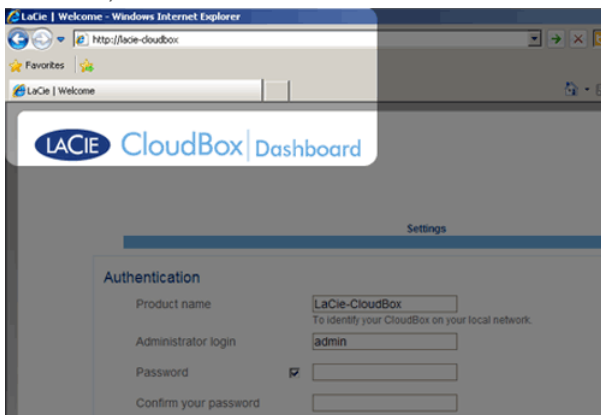 LaCie | Welcome - Windows Internet Explorer
http://lacie-cloudbox
Favorites
LaCie | Welcome
LACIE CloudBox Dashboard
Settings
Authentication
Product name LaCie-CloudBox
To identify your CloudBox on your local network.
Administrator login admin
Password
Confirm your password